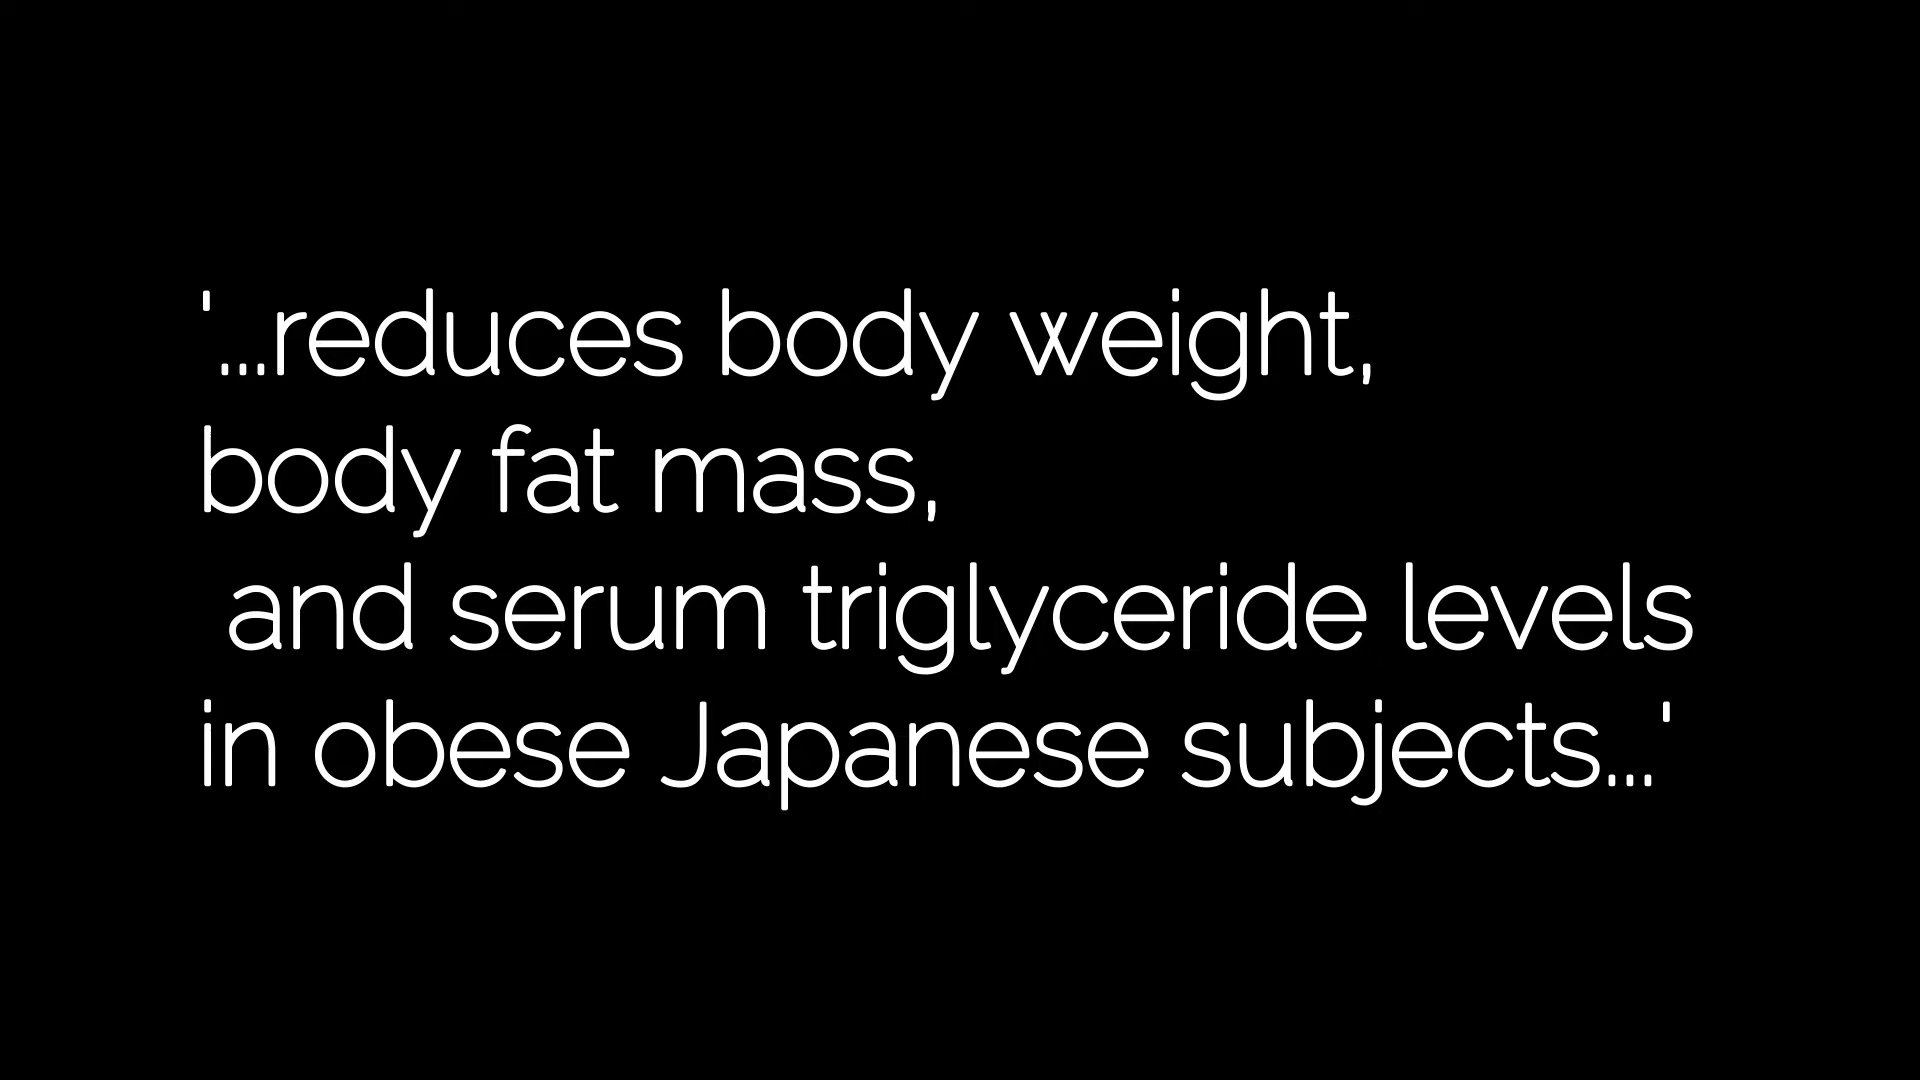 '...reduces body weight,
body fat mass,
and serum triglyceride levels
in obese Japanese subjects...'